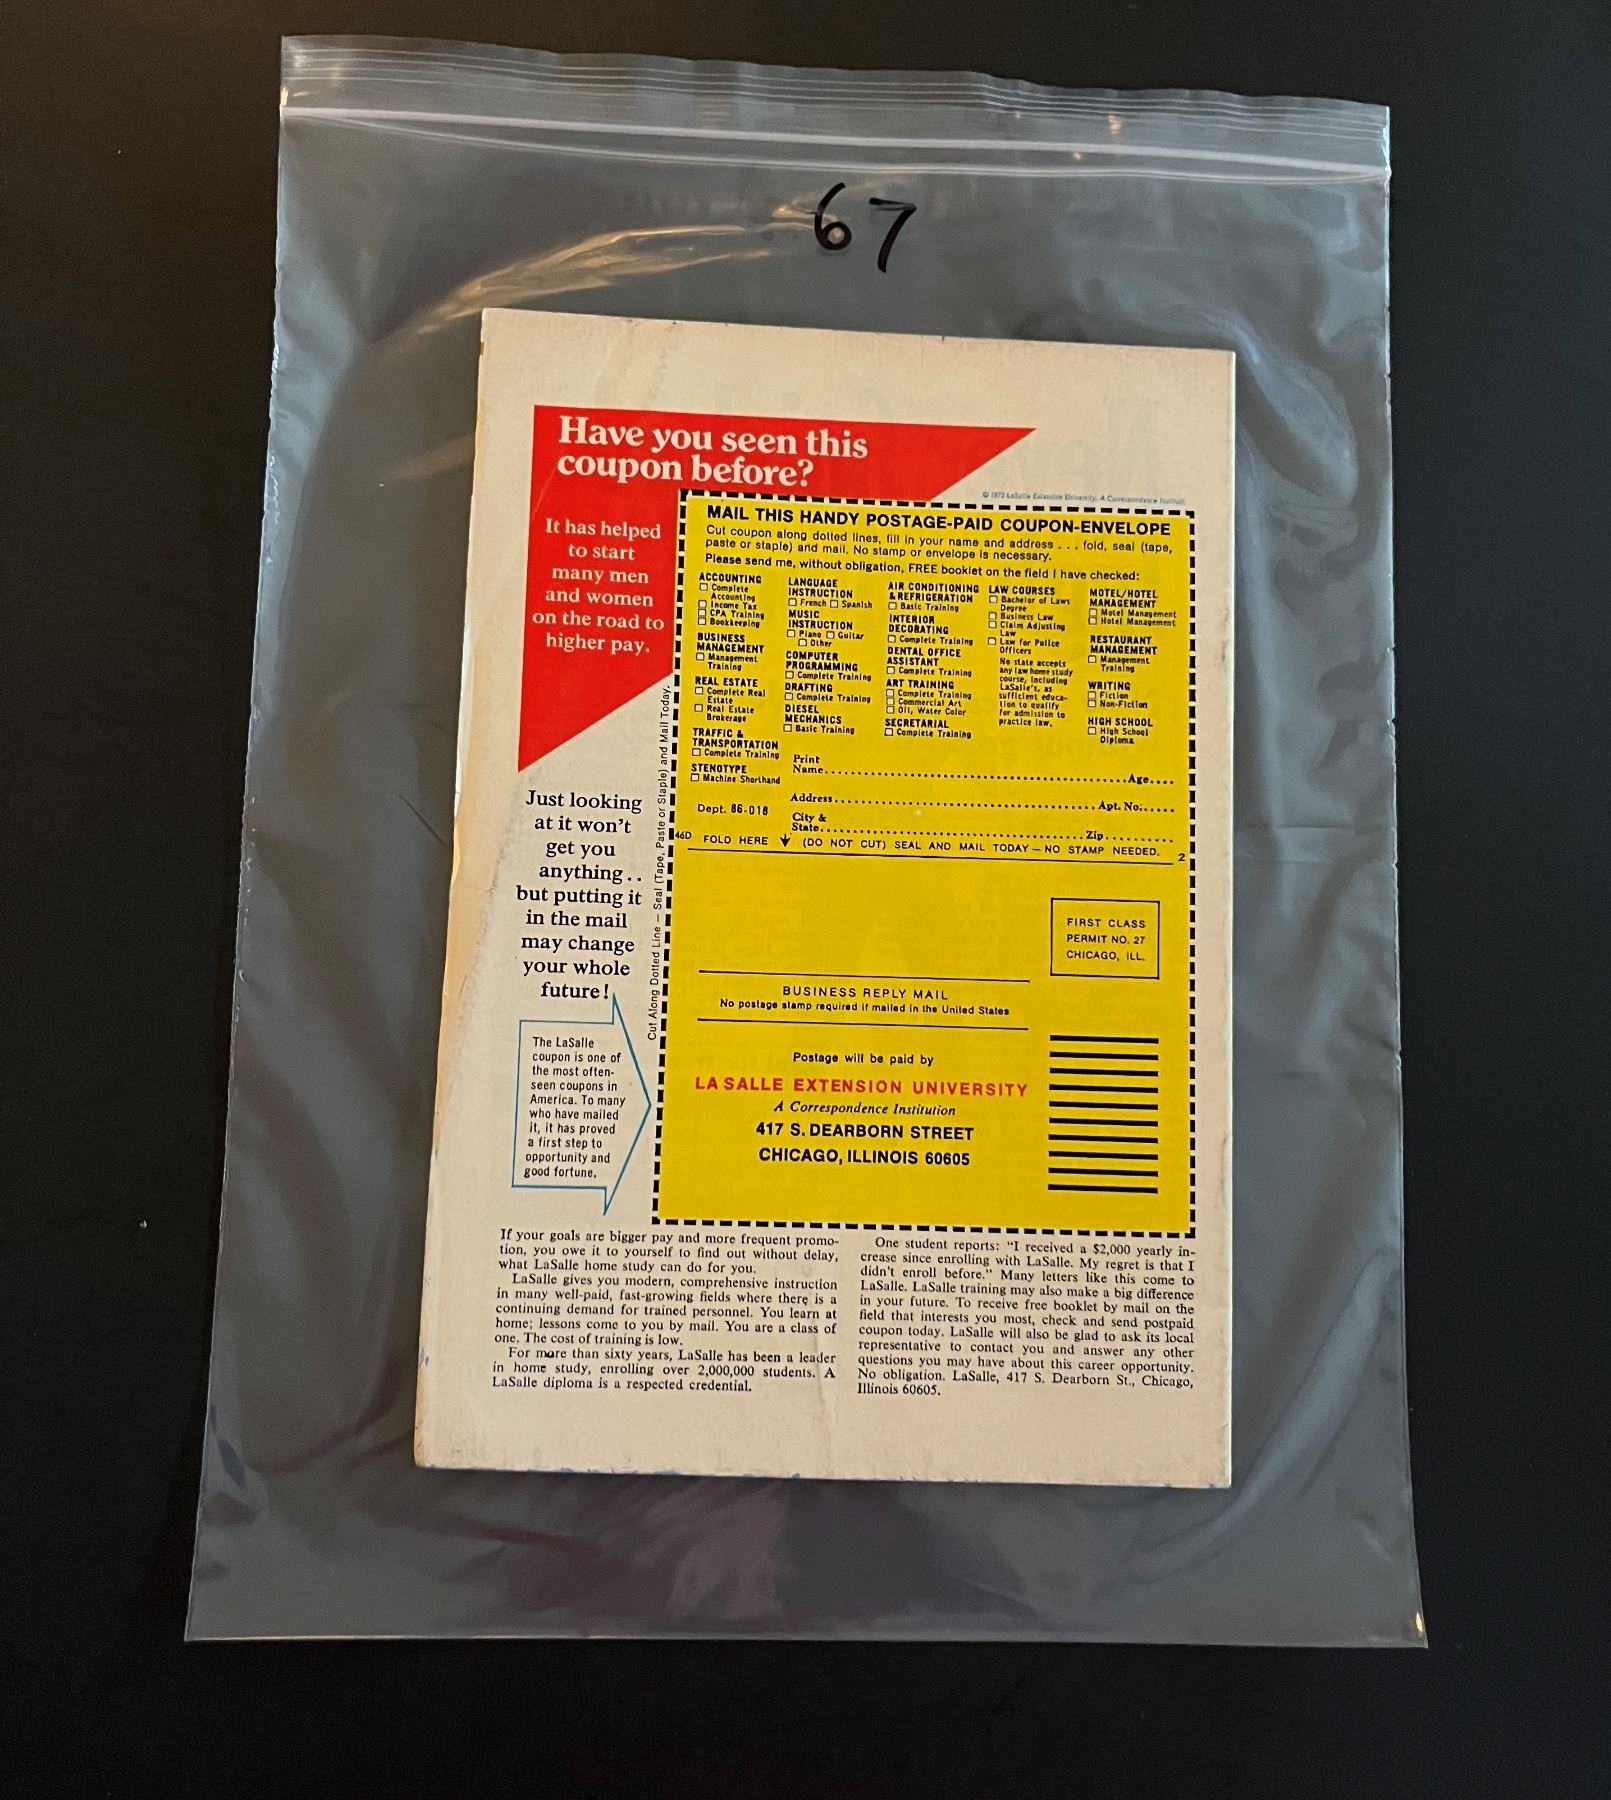 67
Have you seen this
coupon before?
It has helped
to start
many men
and women
on the road to
higher pay.
Just looking
at it won't
get you
anything..
but putting it
in the mail
may change
your whole
future!
The LaSalle
coupon is one of
the most often-
seen coupons in
America. To many
who have mailed
it, it has proved
a first step to
opportunity and
good fortune.
Cut Along Dotted Line — Seal (Tape, Paste or Staple) and Mail Today.
© 1972 LaSalle Extension University. A Correspondence Institution
MAIL THIS HANDY POSTAGE-PAID COUPON-ENVELOPE
Cut coupon along dotted lines, fill in your name and address . . . fold, seal (tape,
paste or staple) and mail. No stamp or envelope is necessary.
Please send me, without obligation, FREE booklet on the field I have checked:
ACCOUNTING
□ Complete
Accounting
□ Income Tax
□ CPA Training
□ Bookkeeping
BUSINESS
MANAGEMENT
□ Management
Training
REAL ESTATE
□ Complete Real
Estate
□ Real Estate
Brokerage
TRAFFIC &
TRANSPORTATION
□ Complete Training
STENOTYPE
□ Machine Shorthand
LANGUAGE
INSTRUCTION
□ French □ Spanish
MUSIC
INSTRUCTION
□ Piano □ Guitar
□ Other
COMPUTER
PROGRAMMING
□ Complete Training
DRAFTING
□ Complete Training
DIESEL
MECHANICS
□ Basic Training
AIR CONDITIONING
& REFRIGERATION
□ Basic Training
INTERIOR
DECORATING
□ Complete Training
DENTAL OFFICE
ASSISTANT
□ Complete Training
ART TRAINING
□ Complete Training
□ Commercial Art
□ Oil, Water Color
SECRETARIAL
□ Complete Training
LAW COURSES
□ Bachelor of Laws
Degree
□ Business Law
□ Claim Adjusting
Law
□ Law for Police
Officers
No state accepts
any law home study
course, including
LaSalle's, as
sufficient educa-
tion to qualify
for admission to
practice law.
MOTEL/HOTEL
MANAGEMENT
□ Motel Management
□ Hotel Management
RESTAURANT
MANAGEMENT
□ Management
Training
WRITING
□ Fiction
□ Non-Fiction
HIGH SCHOOL
□ High School
Diploma
Print
Name........ Age....
Address........ Apt. No:.....
Dept. 86-018
City &
State........ Zip........
46D FOLD HERE ↓ (DO NOT CUT) SEAL AND MAIL TODAY — NO STAMP NEEDED. 2
FIRST CLASS
PERMIT NO. 27
CHICAGO, ILL.
BUSINESS REPLY MAIL
No postage stamp required if mailed in the United States
Postage will be paid by
LA SALLE EXTENSION UNIVERSITY
A Correspondence Institution
417 S. DEARBORN STREET
CHICAGO, ILLINOIS 60605
If your goals are bigger pay and more frequent promo-
tion, you owe it to yourself to find out without delay,
what LaSalle home study can do for you.
LaSalle gives you modern, comprehensive instruction
in many well-paid, fast-growing fields where there is a
continuing demand for trained personnel. You learn at
home; lessons come to you by mail. You are a class of
one. The cost of training is low.
For more than sixty years, LaSalle has been a leader
in home study, enrolling over 2,000,000 students. A
LaSalle diploma is a respected credential.
One student reports: "I received a $2,000 yearly in-
crease since enrolling with LaSalle. My regret is that I
didn't enroll before." Many letters like this come to
LaSalle. LaSalle training may also make a big difference
in your future. To receive free booklet by mail on the
field that interests you most, check and send postpaid
coupon today. LaSalle will also be glad to ask its local
representative to contact you and answer any other
questions you may have about this career opportunity.
No obligation. LaSalle, 417 S. Dearborn St., Chicago,
Illinois 60605.